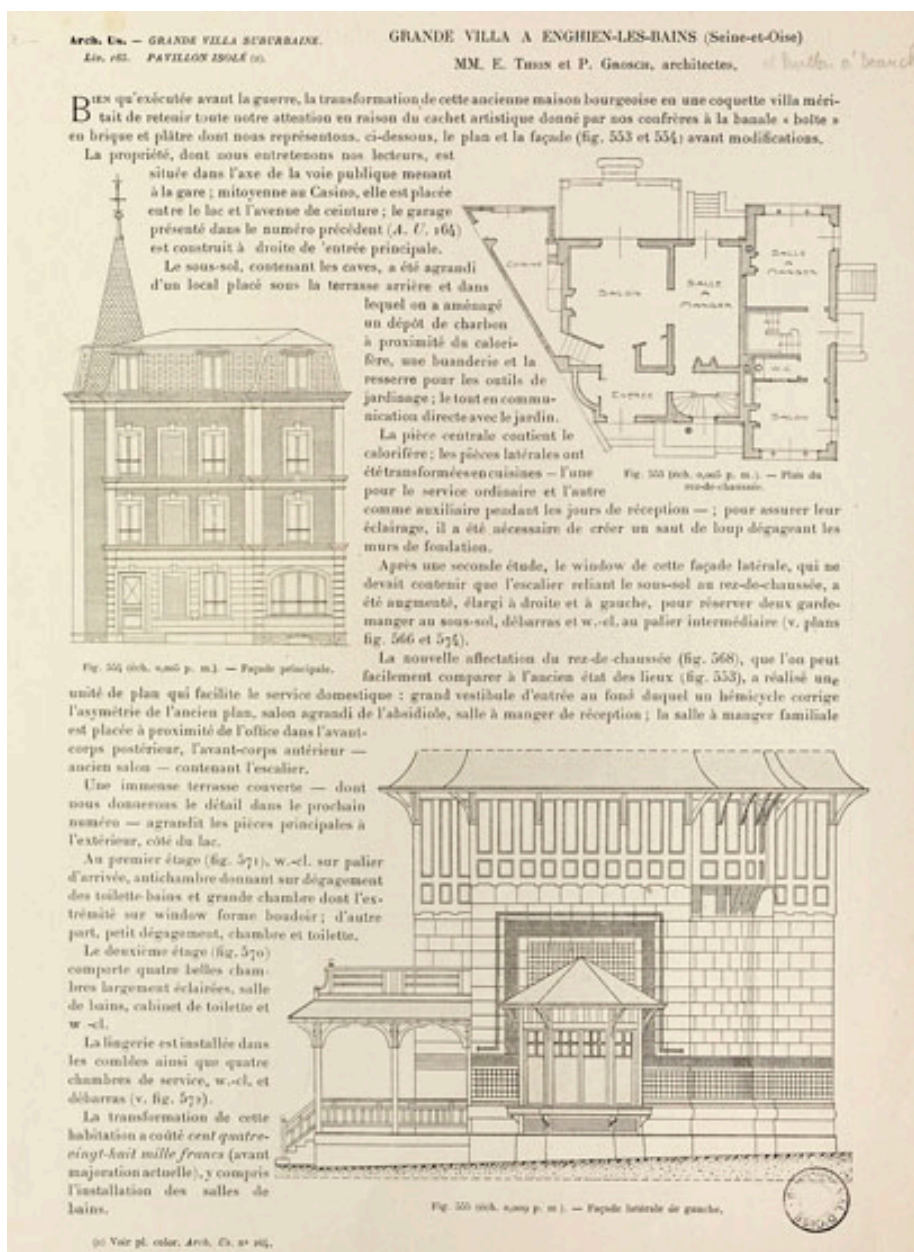 Arch. Us. — GRANDE VILLA SUBURBAINE.
Liv. 165. PAVILLON ISOLÉ (1).
GRANDE VILLA A ENGHIEN-LES-BAINS (Seine-et-Oise)
MM. E. THION et P. GROSCH, architectes.
BIEN qu'exécutée avant la guerre, la transformation de cette ancienne maison bourgeoise en une coquette villa méri-
tait de retenir toute notre attention en raison du cachet artistique donné par nos confrères à la banale « boîte »
en brique et plâtre dont nous représentons, ci-dessous, le plan et la façade (fig. 553 et 554) avant modifications.
La propriété, dont nous entretenons nos lecteurs, est
située dans l'axe de la voie publique menant
à la gare ; mitoyenne au Casino, elle est placée
entre le lac et l'avenue de ceinture ; le garage
présenté dans le numéro précédent (A. U. 164)
est construit à droite de 'entrée principale.
Le sous-sol, contenant les caves, a été agrandi
d'un local placé sous la terrasse arrière et dans
lequel on a aménagé
un dépôt de charbon
à proximité du calori-
fère, une buanderie et la
resserre pour les outils de
jardinage ; le tout en commu-
nication directe avec le jardin.
La pièce centrale contient le
calorifère ; les pièces latérales ont
été transformées en cuisines — l'une
pour le service ordinaire et l'autre
comme auxiliaire pendant les jours de réception — ; pour assurer leur
éclairage, il a été nécessaire de créer un saut de loup dégageant les
murs de fondation.
Après une seconde étude, le window de cette façade latérale, qui ne
devait contenir que l'escalier reliant le sous-sol au rez-de-chaussée, a
été augmenté, élargi à droite et à gauche, pour réserver deux garde-
manger au sous-sol, débarras et w.-cl. au palier intermédiaire (v. plans
fig. 566 et 574).
La nouvelle affectation du rez-de-chaussée (fig. 568), que l'on peut
facilement comparer à l'ancien état des lieux (fig. 553), a réalisé une
unité de plan qui facilite le service domestique : grand vestibule d'entrée au fond duquel un hémicycle corrige
l'asymétrie de l'ancien plan, salon agrandi de l'absidiole, salle à manger de réception ; la salle à manger familiale
est placée à proximité de l'office dans l'avant-
corps postérieur, l'avant-corps antérieur —
ancien salon — contenant l'escalier.
Une immense terrasse couverte — dont
nous donnerons le détail dans le prochain
numéro — agrandit les pièces principales à
l'extérieur, côté du lac.
Au premier étage (fig. 571), w.-cl. sur palier
d'arrivée, antichambre donnant sur dégagement
des toilette-bains et grande chambre dont l'ex-
trémité sur window forme boudoir ; d'autre
part, petit dégagement, chambre et toilette.
Le deuxième étage (fig. 570)
comporte quatre belles cham-
bres largement éclairées, salle
de bains, cabinet de toilette et
w.-cl.
La lingerie est installée dans
les combles ainsi que quatre
chambres de service, w.-cl. et
débarras (v. fig. 572).
La transformation de cette
habitation a coûté cent quatre-
vingt-huit mille francs (avant
majoration actuelle), y compris
l'installation des salles de
bains.
(1) Voir pl. color. Arch. Us. n° 164.
SALON
SALLE
A
MANGER
SALLE
A
MANGER
W.C.
SALON
Fig. 553 (éch. 0,005 p. m.). — Plan du
rez-de-chaussée.
Fig. 554 (éch. 0,005 p. m.). — Façade principale.
Fig. 555 (éch. 0,009 p. m.). — Façade latérale de gauche.